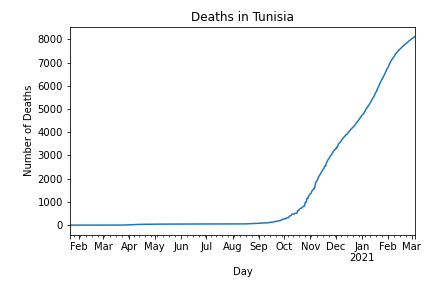 Deaths in Tunisia
Number of Deaths
8000
7000
6000
5000
4000
3000
2000
1000
0
Feb Mar Apr May Jun Jul Aug Sep Oct Nov Dec Jan Feb Mar
2021
Day